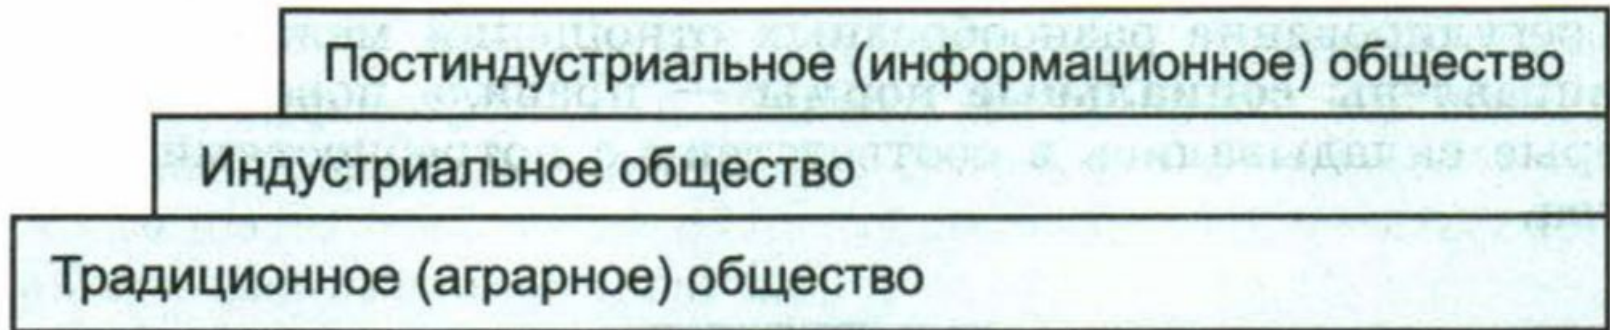 Постиндустриальное (информационное) общество
Индустриальное общество
Традиционное (аграрное) общество